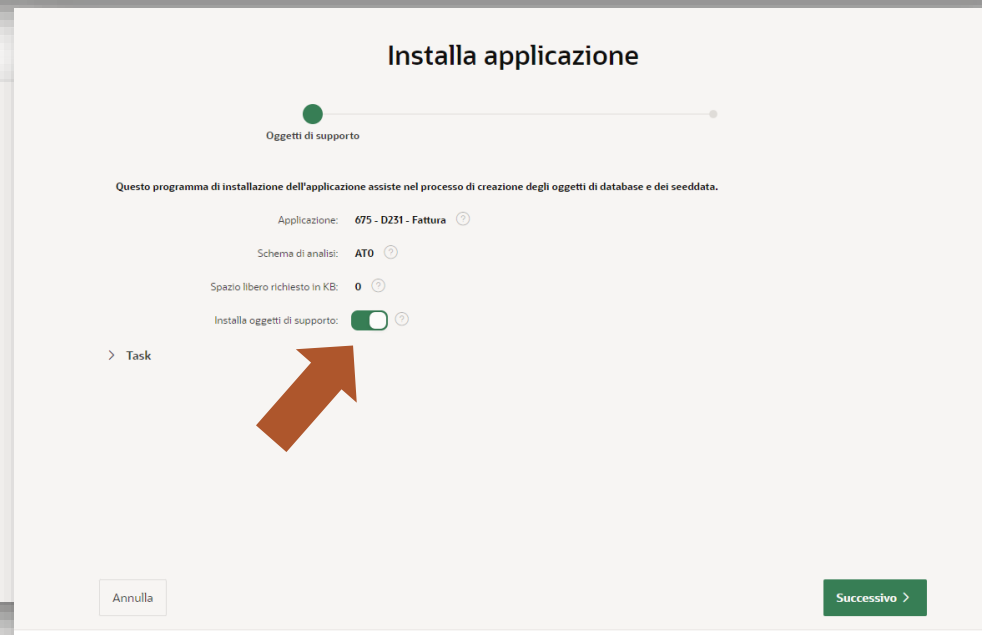 Installa applicazione
Oggetti di supporto
Questo programma di installazione dell'applicazione assiste nel processo di creazione degli oggetti di database e dei seeddata.
Applicazione: 675 - D231 - Fattura ?
Schema di analisi: AT0 ?
Spazio libero richiesto in KB: 0 ?
Installa oggetti di supporto: ?
> Task
Annulla
Successivo >